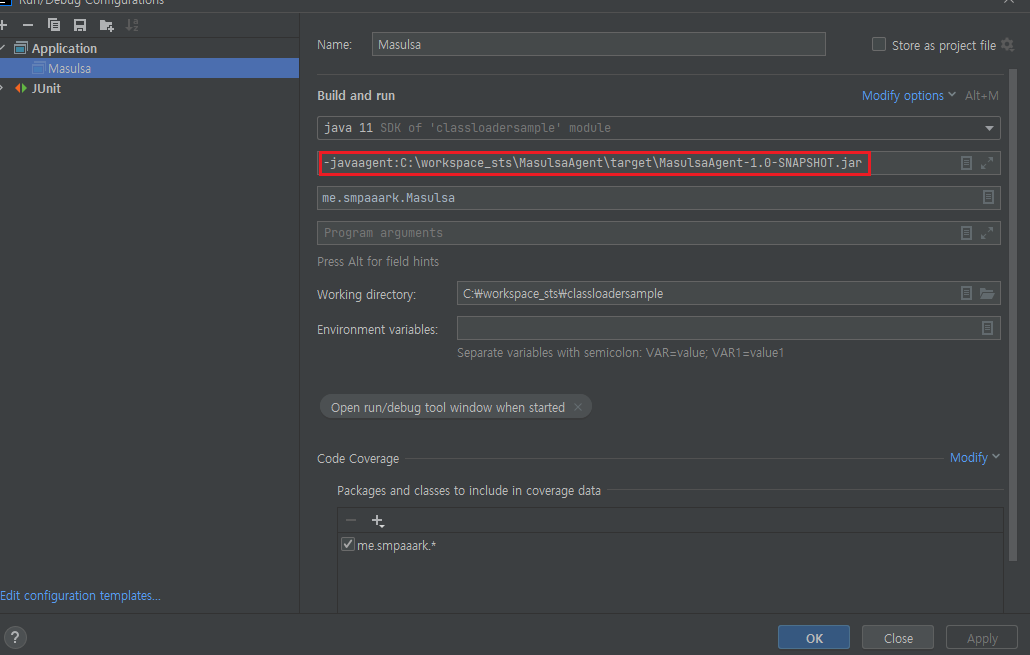 Run/Debug Configurations
Application
Masulsa
JUnit
Edit configuration templates...
Name: Masulsa
Store as project file
Build and run
Modify options Alt+M
java 11 SDK of 'classloadersample' module
-javaagent:C:\workspace_sts\MasulsaAgent\target\MasulsaAgent-1.0-SNAPSHOT.jar
me.smpaaark.Masulsa
Program arguments
Press Alt for field hints
Working directory: C:₩workspace_sts₩classloadersample
Environment variables:
Separate variables with semicolon: VAR=value; VAR1=value1
Open run/debug tool window when started
Code Coverage
Modify
Packages and classes to include in coverage data
me.smpaaark.*
?
OK
Close
Apply